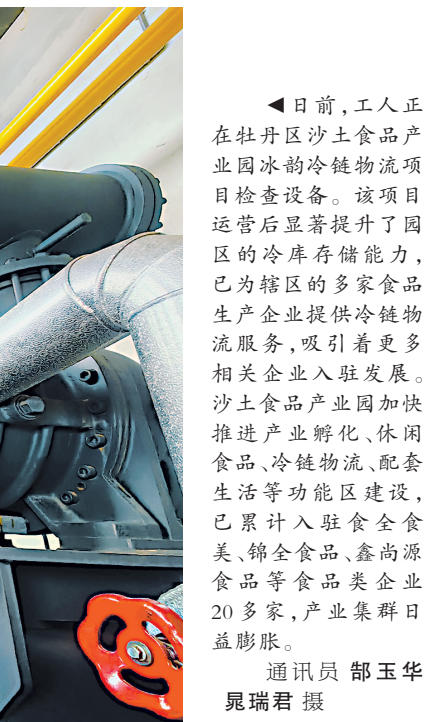 ◀日前,工人正
在牡丹区沙土食品产
业园冰韵冷链物流项
目检查设备。该项目
运营后显著提升了园
区的冷库存储能力,
已为辖区的多家食品
生产企业提供冷链物
流服务,吸引着更多
相关企业入驻发展。
沙土食品产业园加快
推进产业孵化、休闲
食品、冷链物流、配套
生活等功能区建设,
已累计入驻食全食
美、锦全食品、鑫尚源
食品等食品类企业
20多家,产业集群日
益膨胀。
通讯员 郜玉华
晁瑞君 摄